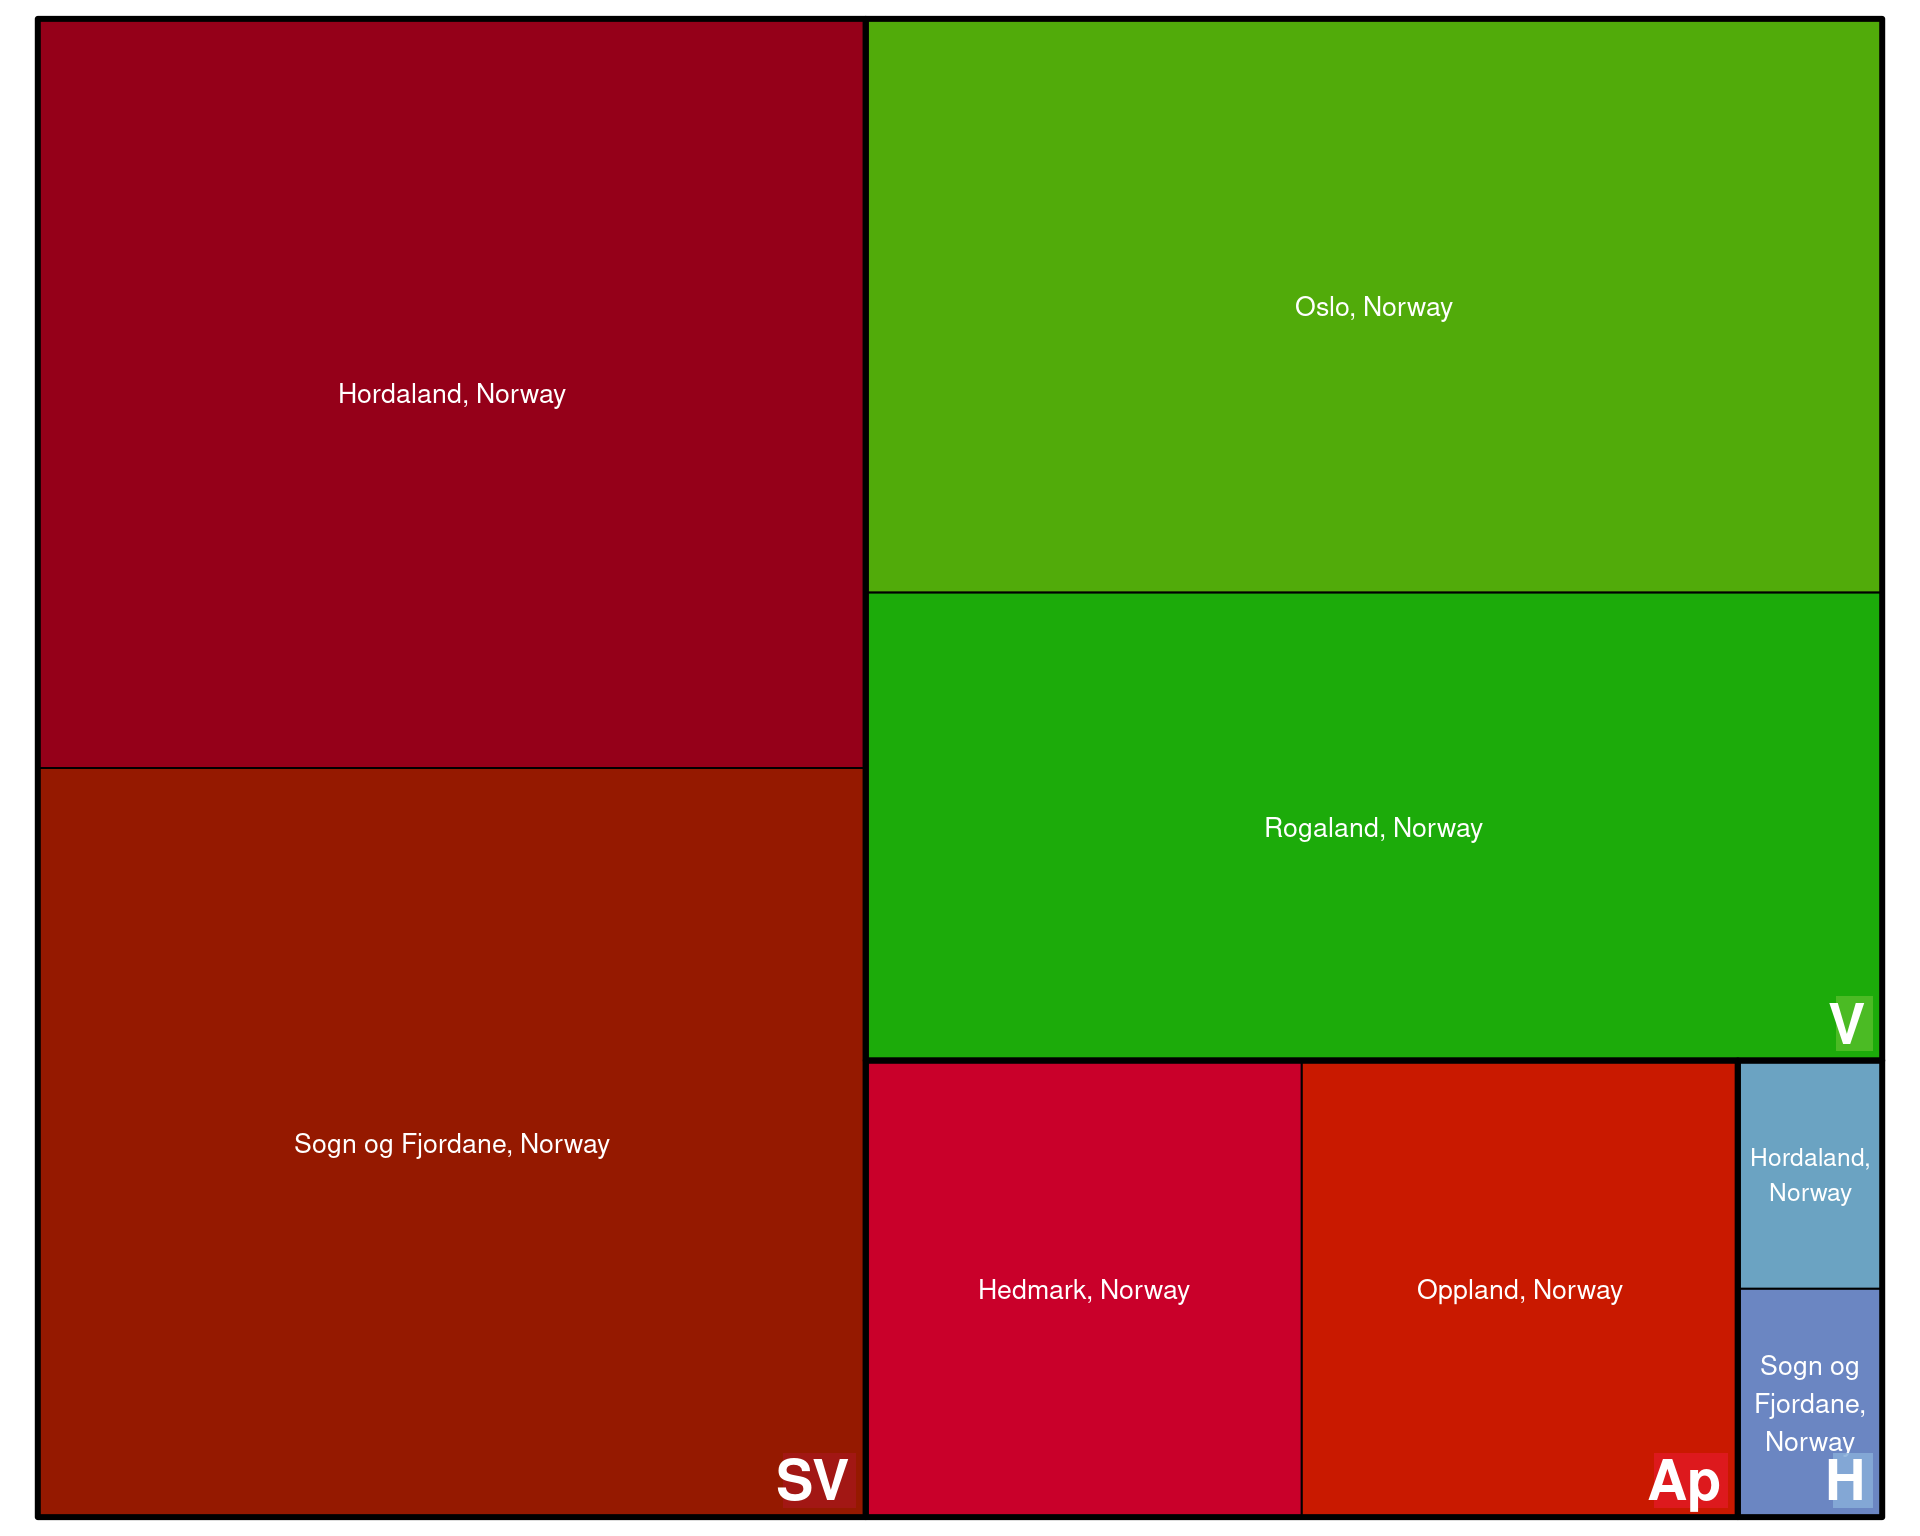 Hordaland, Norway
Sogn og Fjordane, Norway
SV
Oslo, Norway
Rogaland, Norway
V
Hedmark, Norway
Oppland, Norway
Ap
Hordaland,
Norway
Sogn og
Fjordane,
Norway
H